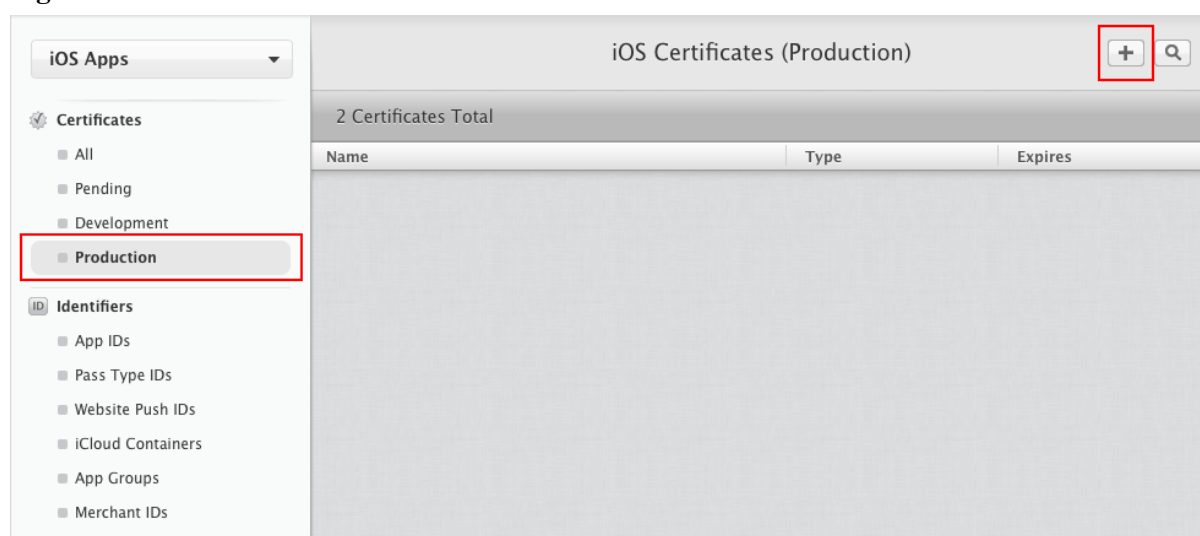 iOS Apps
iOS Certificates (Production)
Certificates
All
Pending
Development
Production
ID Identifiers
App IDs
Pass Type IDs
Website Push IDs
iCloud Containers
App Groups
Merchant IDs
2 Certificates Total
Name Type Expires